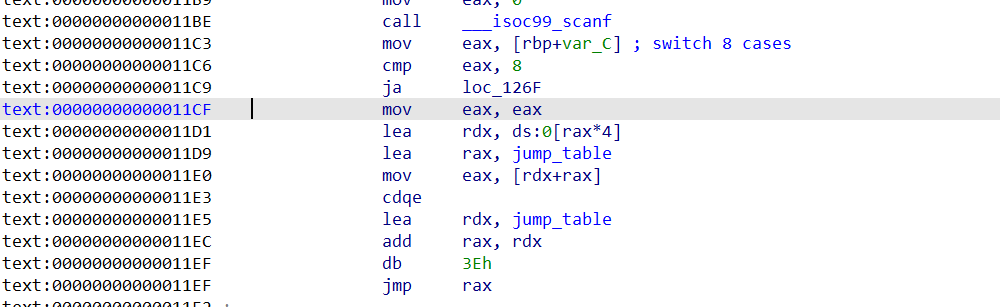 text:00000000000011B9 mov eax, 0
text:00000000000011BE call ___isoc99_scanf
text:00000000000011C3 mov eax, [rbp+var_C] ; switch 8 cases
text:00000000000011C6 cmp eax, 8
text:00000000000011C9 ja loc_126F
text:00000000000011CF mov eax, eax
text:00000000000011D1 lea rdx, ds:0[rax*4]
text:00000000000011D9 lea rax, jump_table
text:00000000000011E0 mov eax, [rdx+rax]
text:00000000000011E3 cdqe
text:00000000000011E5 lea rdx, jump_table
text:00000000000011EC add rax, rdx
text:00000000000011EF db 3Eh
text:00000000000011EF jmp rax
text:00000000000011F2 ;